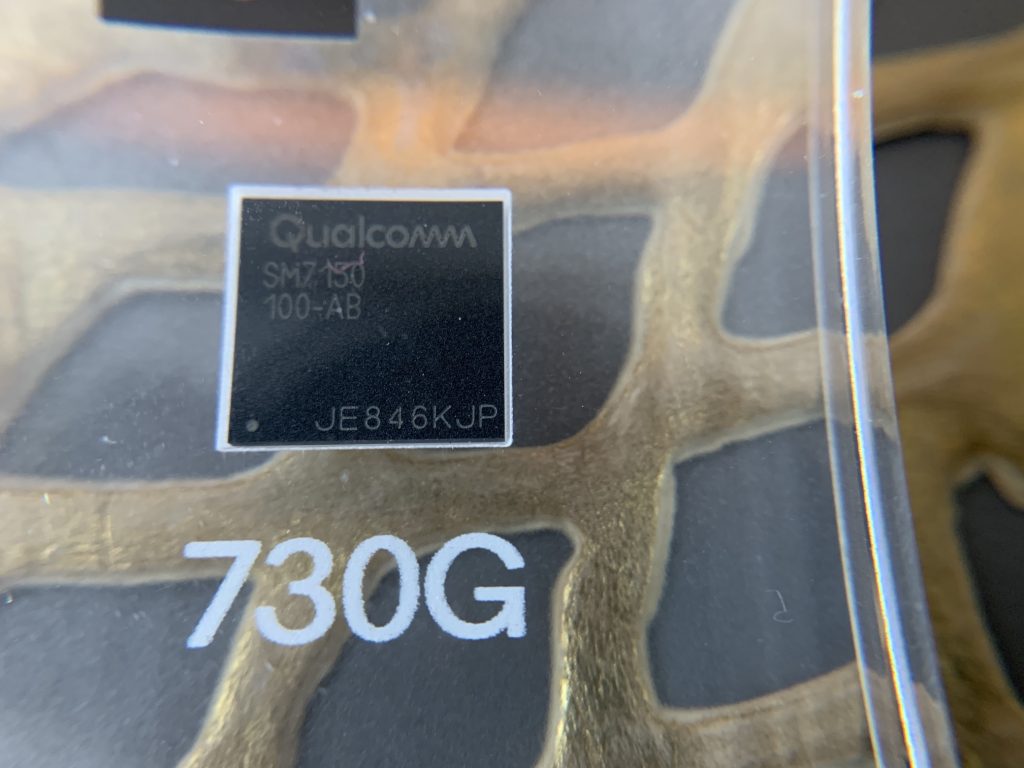 Qualcomm
SM7150
100-AB
JE846KJP
730G